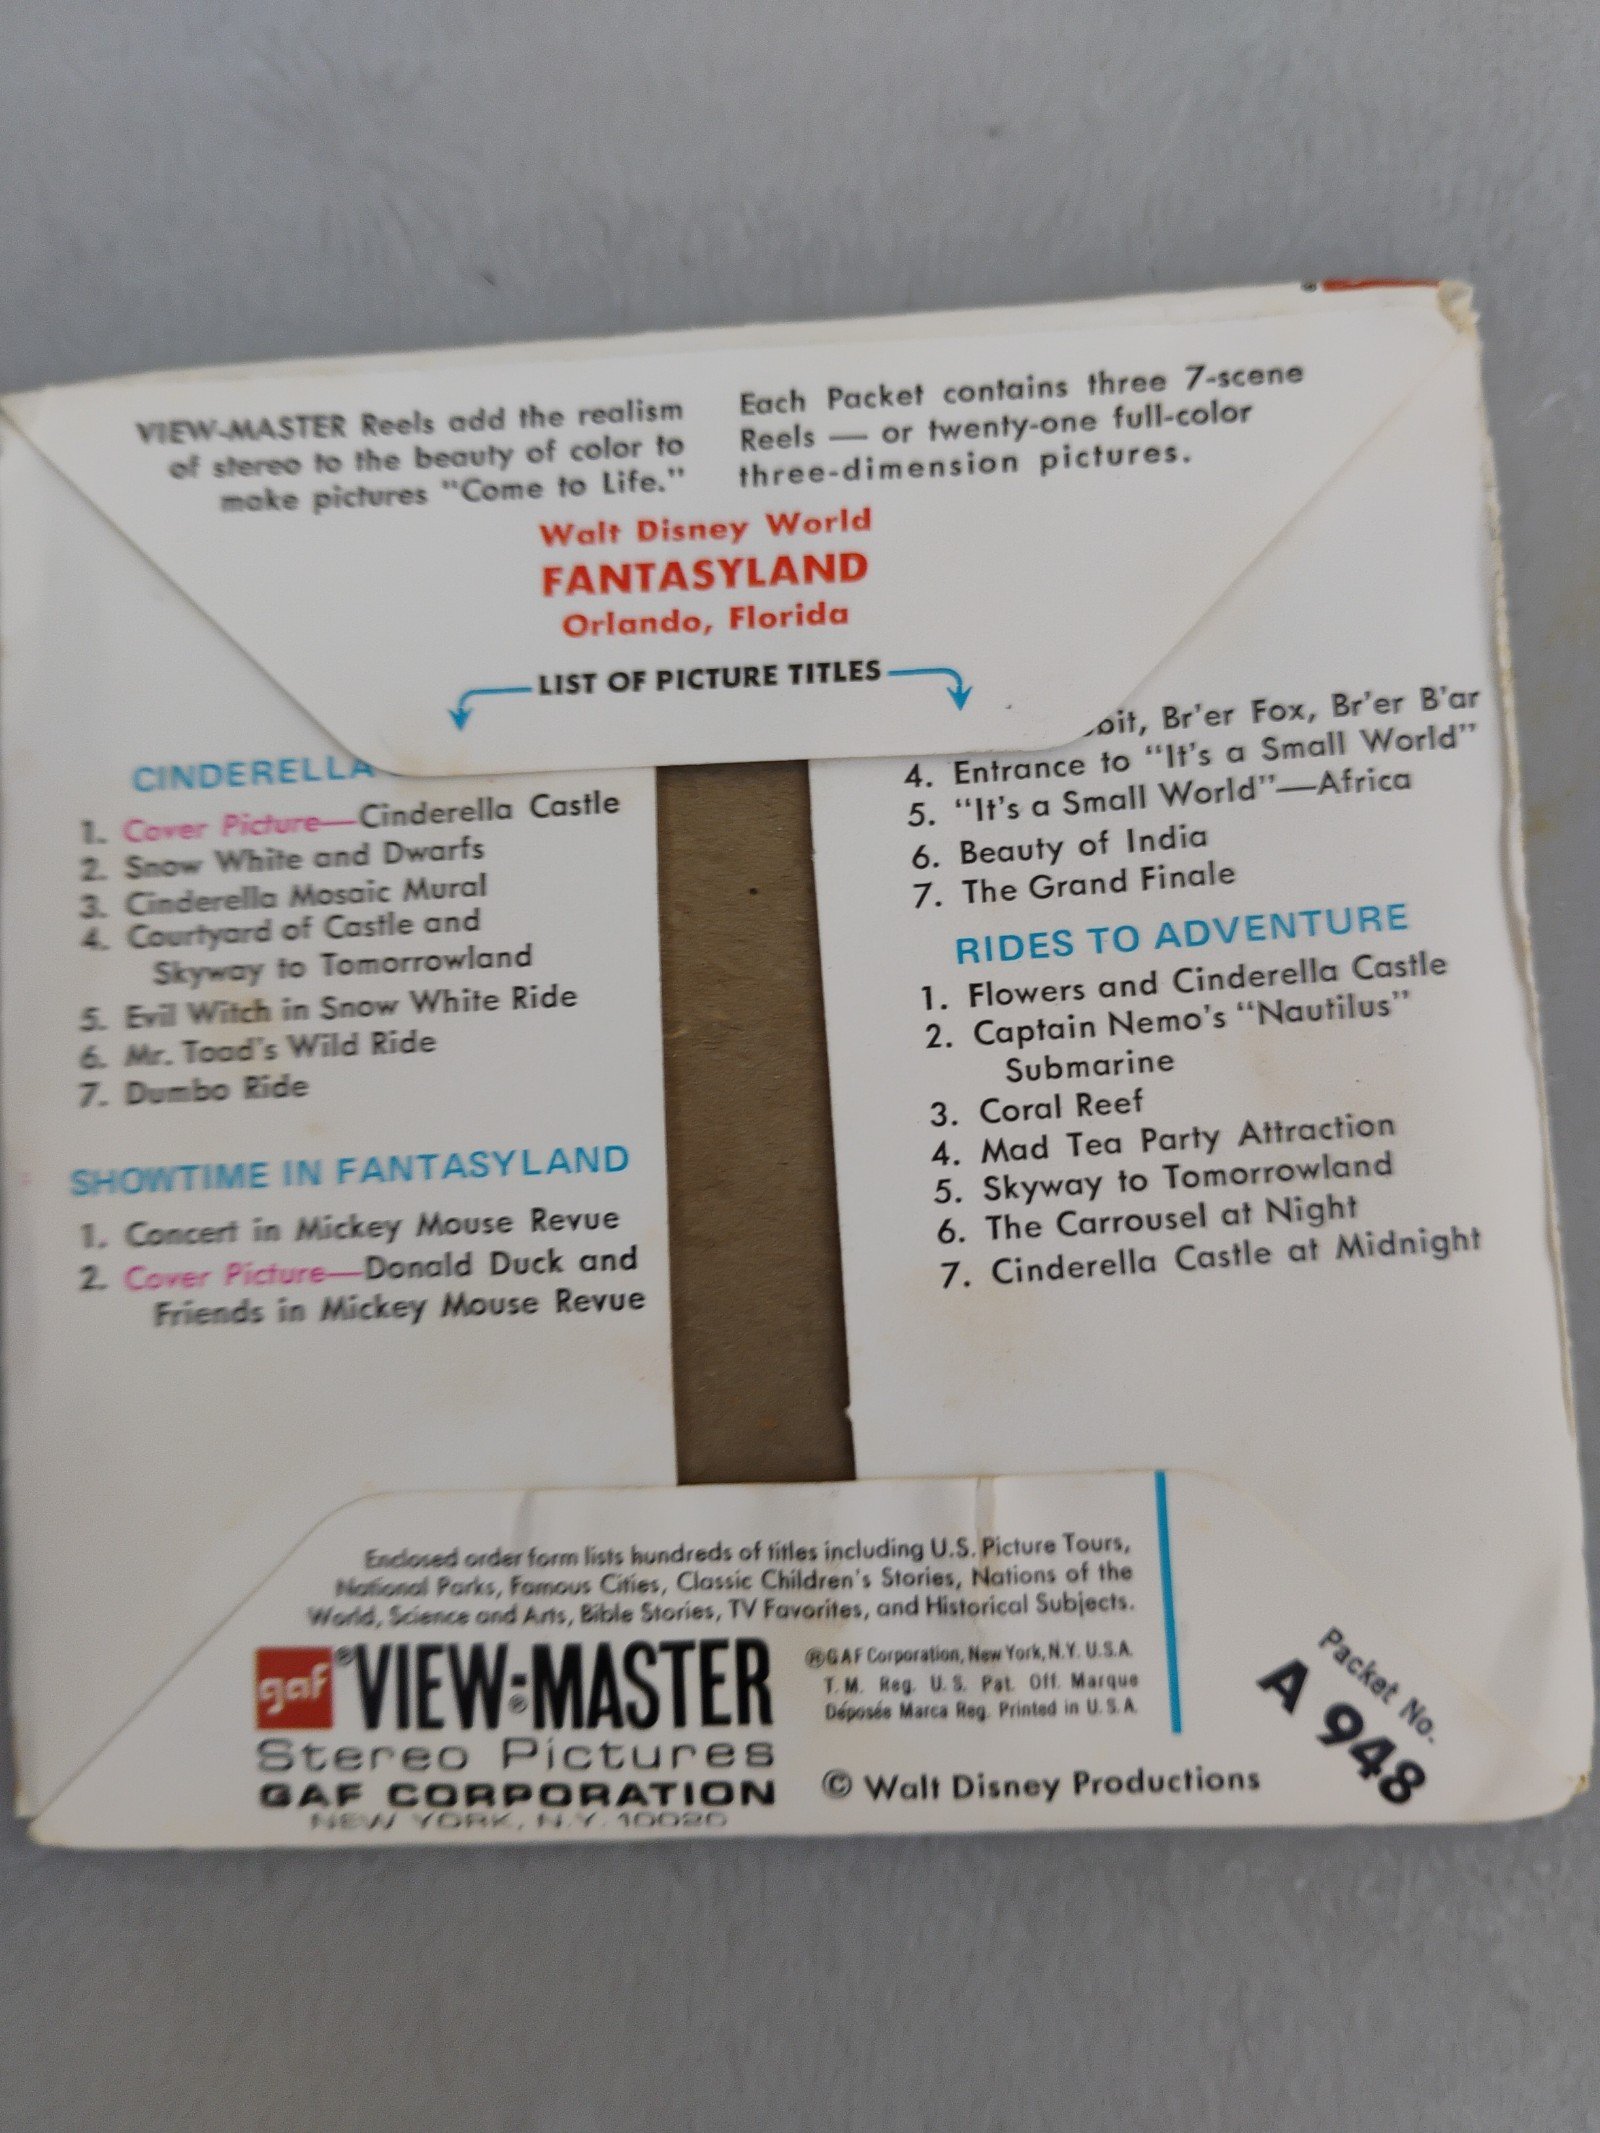 VIEW-MASTER Reels add the realism
of stereo to the beauty of color to
make pictures "Come to Life."
Each Packet contains three 7-scene
Reels — or twenty-one full-color
three-dimension pictures.
Walt Disney World
FANTASYLAND
Orlando, Florida
LIST OF PICTURE TITLES
CINDERELLA
1. Cover Picture—Cinderella Castle
2. Snow White and Dwarfs
3. Cinderella Mosaic Mural
4. Courtyard of Castle and
Skyway to Tomorrowland
5. Evil Witch in Snow White Ride
6. Mr. Toad's Wild Ride
7. Dumbo Ride
SHOWTIME IN FANTASYLAND
1. Concert in Mickey Mouse Revue
2. Cover Picture—Donald Duck and
Friends in Mickey Mouse Revue
bit, Br'er Fox, Br'er B'ar
4. Entrance to "It's a Small World"
5. "It's a Small World"—Africa
6. Beauty of India
7. The Grand Finale
RIDES TO ADVENTURE
1. Flowers and Cinderella Castle
2. Captain Nemo's "Nautilus"
Submarine
3. Coral Reef
4. Mad Tea Party Attraction
5. Skyway to Tomorrowland
6. The Carrousel at Night
7. Cinderella Castle at Midnight
Enclosed order form lists hundreds of titles including U.S. Picture Tours,
National Parks, Famous Cities, Classic Children's Stories, Nations of the
World, Science and Arts, Bible Stories, TV Favorites, and Historical Subjects.
gaf® VIEW-MASTER®
Stereo Pictures
GAF CORPORATION
NEW YORK, N.Y. 10020
®GAF Corporation, New York, N.Y. U.S.A.
T.M. Reg. U.S. Pat. Off. Marque
Déposée Marca Reg. Printed in U.S.A.
© Walt Disney Productions
Packet No.
A 948